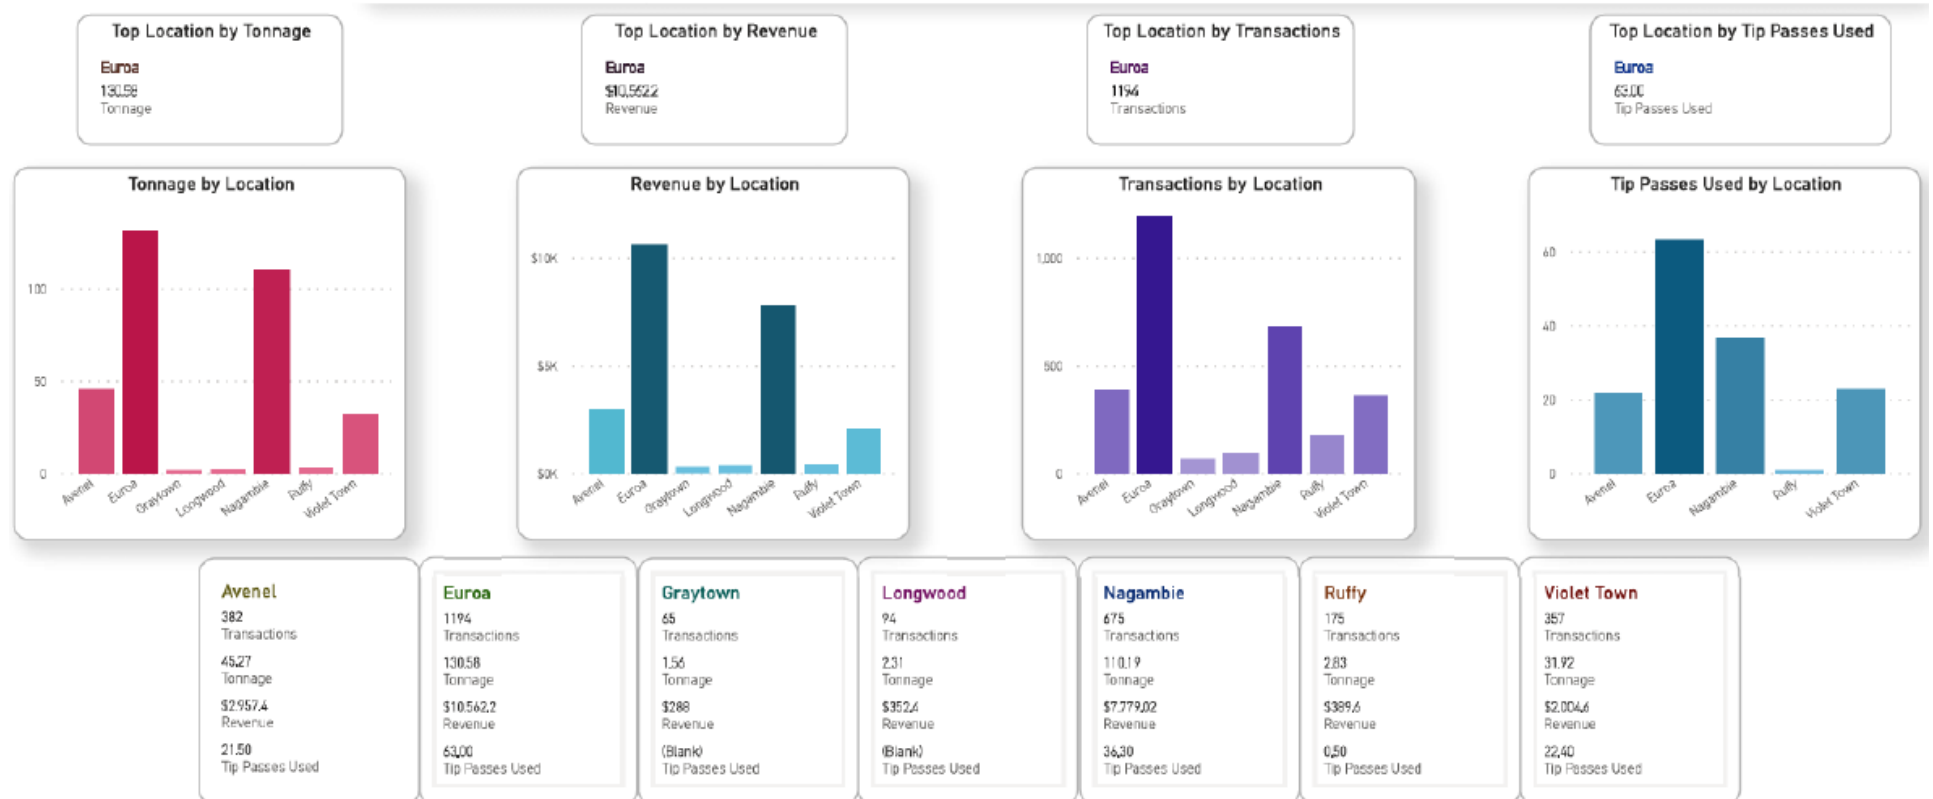 Top Location by Tonnage
Euroa
130.58
Tonnage
Top Location by Revenue
Euroa
$10,562.2
Revenue
Top Location by Transactions
Euroa
1194
Transactions
Top Location by Tip Passes Used
Euroa
63.00
Tip Passes Used
Tonnage by Location
100
50
0
Avenel
Euroa
Graytown
Longwood
Nagambie
Ruffy
Violet Town
Revenue by Location
$10K
$5K
$0K
Avenel
Euroa
Graytown
Longwood
Nagambie
Ruffy
Violet Town
Transactions by Location
1,000
500
0
Avenel
Euroa
Graytown
Longwood
Nagambie
Ruffy
Violet Town
Tip Passes Used by Location
60
40
20
0
Avenel
Euroa
Nagambie
Ruffy
Violet Town
Avenel
382
Transactions
45.27
Tonnage
$2,957.4
Revenue
21.50
Tip Passes Used
Euroa
1194
Transactions
130.58
Tonnage
$10,562.2
Revenue
63.00
Tip Passes Used
Graytown
65
Transactions
1.56
Tonnage
$288
Revenue
(Blank)
Tip Passes Used
Longwood
94
Transactions
2.31
Tonnage
$352.4
Revenue
(Blank)
Tip Passes Used
Nagambie
675
Transactions
110.19
Tonnage
$7,779.02
Revenue
36.30
Tip Passes Used
Ruffy
175
Transactions
2.83
Tonnage
$389.6
Revenue
0.50
Tip Passes Used
Violet Town
357
Transactions
31.92
Tonnage
$2,004.6
Revenue
22.40
Tip Passes Used